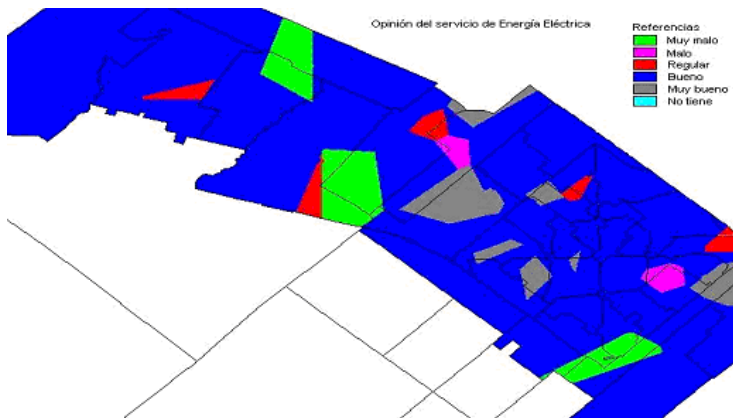 Opinión del servicio de Energía Eléctrica
Referencias
Muy malo
Malo
Regular
Bueno
Muy bueno
No tiene